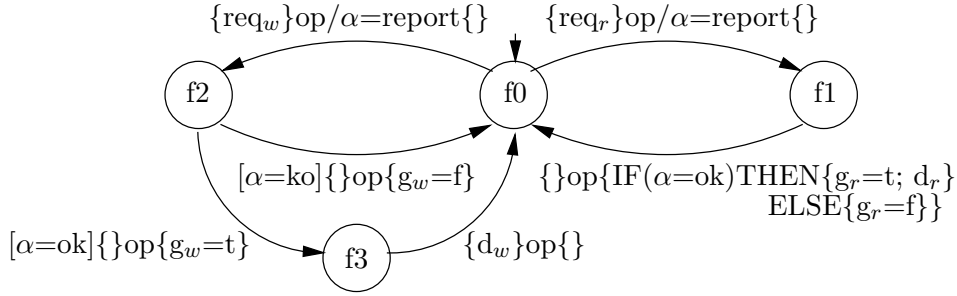 {req_w}op/α=report{}
{req_r}op/α=report{}
f2
f0
f1
[α=ko]{}op{g_w=f}
{}op{IF(α=ok)THEN{g_r=t; d_r}
ELSE{g_r=f}}
[α=ok]{}op{g_w=t}
f3
{d_w}op{}